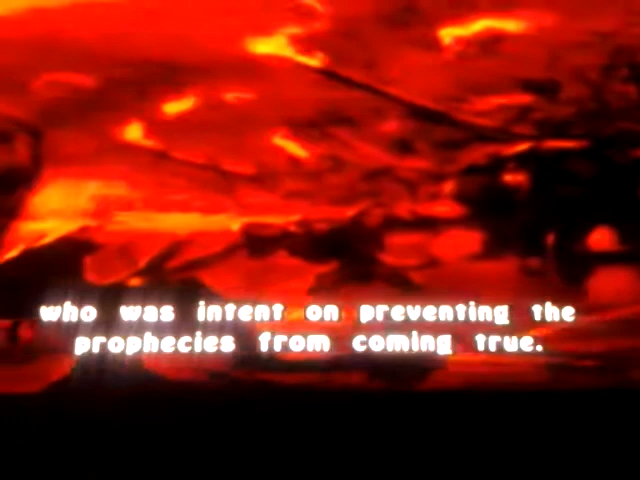 who was intent on preventing the
prophecies from coming true.